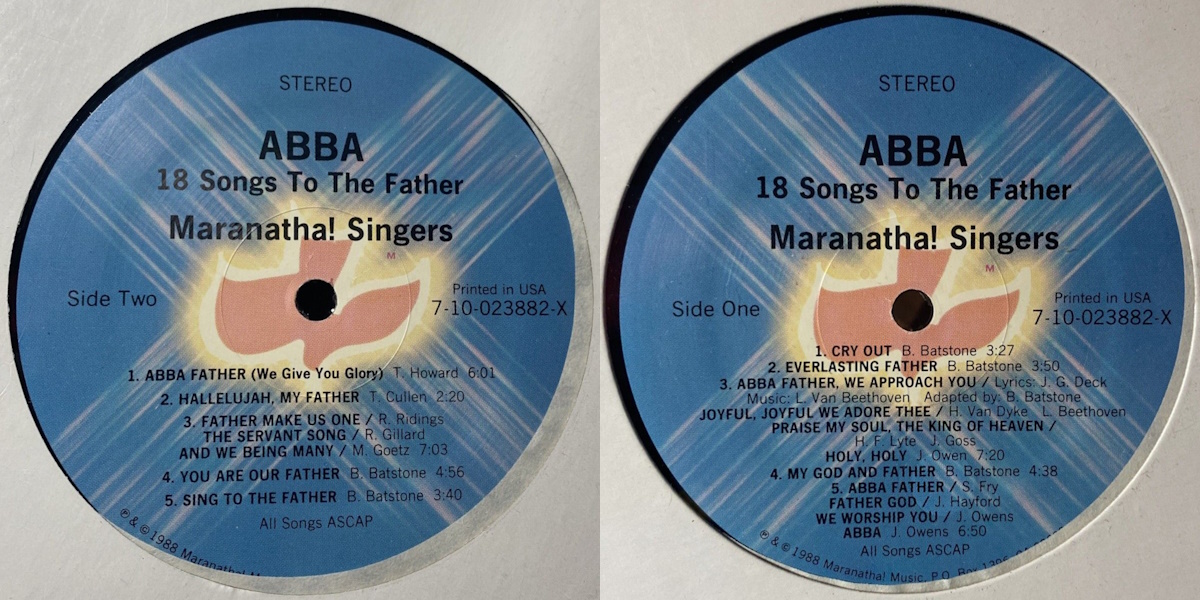 STEREO
ABBA
18 Songs To The Father
Maranatha! Singers
M
Side Two
Printed in USA
7-10-023882-X
1. ABBA FATHER (We Give You Glory) T. Howard 6:01
2. HALLELUJAH, MY FATHER T. Cullen 2:20
3. FATHER MAKE US ONE / R. Ridings
THE SERVANT SONG / R. Gillard
AND WE BEING MANY / M. Goetz 7:03
4. YOU ARE OUR FATHER B. Batstone 4:56
5. SING TO THE FATHER B. Batstone 3:40
All Songs ASCAP
℗ & © 1988 Maranatha!
STEREO
ABBA
18 Songs To The Father
Maranatha! Singers
M
Side One
Printed in USA
7-10-023882-X
1. CRY OUT B. Batstone 3:27
2. EVERLASTING FATHER B. Batstone 3:50
3. ABBA FATHER, WE APPROACH YOU / Lyrics: J. G. Deck
Music: L. Van Beethoven Adapted by: B. Batstone
JOYFUL, JOYFUL WE ADORE THEE / H. Van Dyke L. Beethoven
PRAISE MY SOUL, THE KING OF HEAVEN /
H. F. Lyte J. Goss
HOLY, HOLY J. Owen 7:20
4. MY GOD AND FATHER B. Batstone 4:38
5. ABBA FATHER / S. Fry
FATHER GOD / J. Hayford
WE WORSHIP YOU / J. Owens
ABBA J. Owens 6:50
All Songs ASCAP
℗ & © 1988 Maranatha! Music, P.O. Box